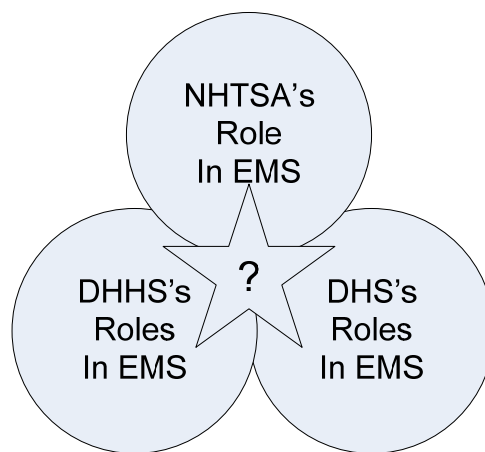 NHTSA's
Role
In EMS
?
DHHS's
Roles
In EMS
DHS's
Roles
In EMS